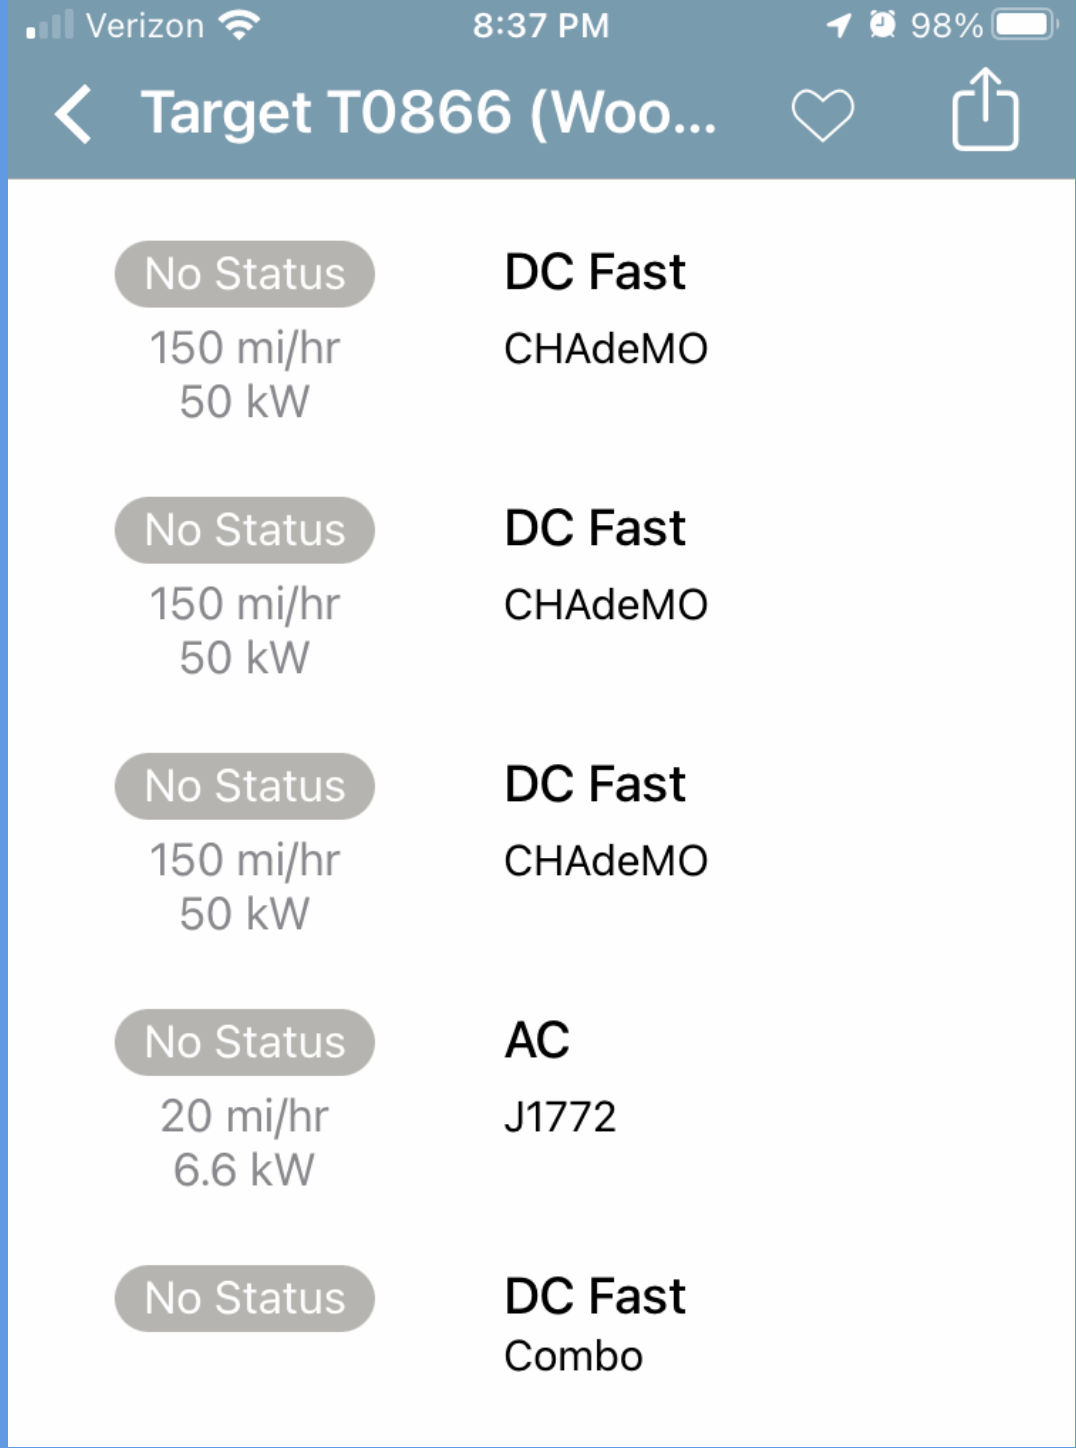 Verizon 8:37 PM 98%
Target T0866 (Woo...
No Status DC Fast
150 mi/hr CHAdeMO
50 kW
No Status DC Fast
150 mi/hr CHAdeMO
50 kW
No Status DC Fast
150 mi/hr CHAdeMO
50 kW
No Status AC
20 mi/hr J1772
6.6 kW
No Status DC Fast
Combo